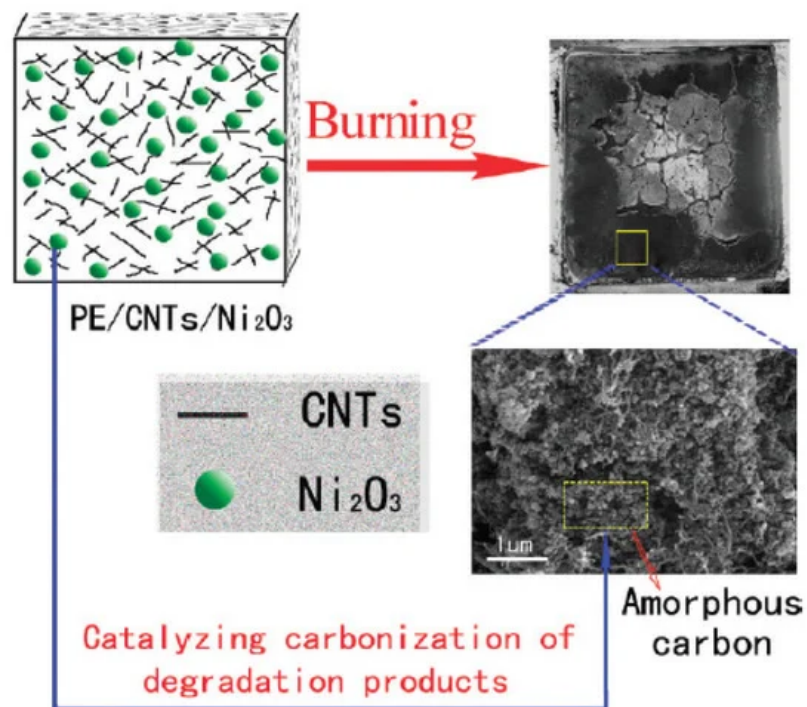 Burning
PE/CNTs/Ni₂O₃
CNTs
Ni₂O₃
1um
Amorphous
carbon
Catalyzing carbonization of
degradation products